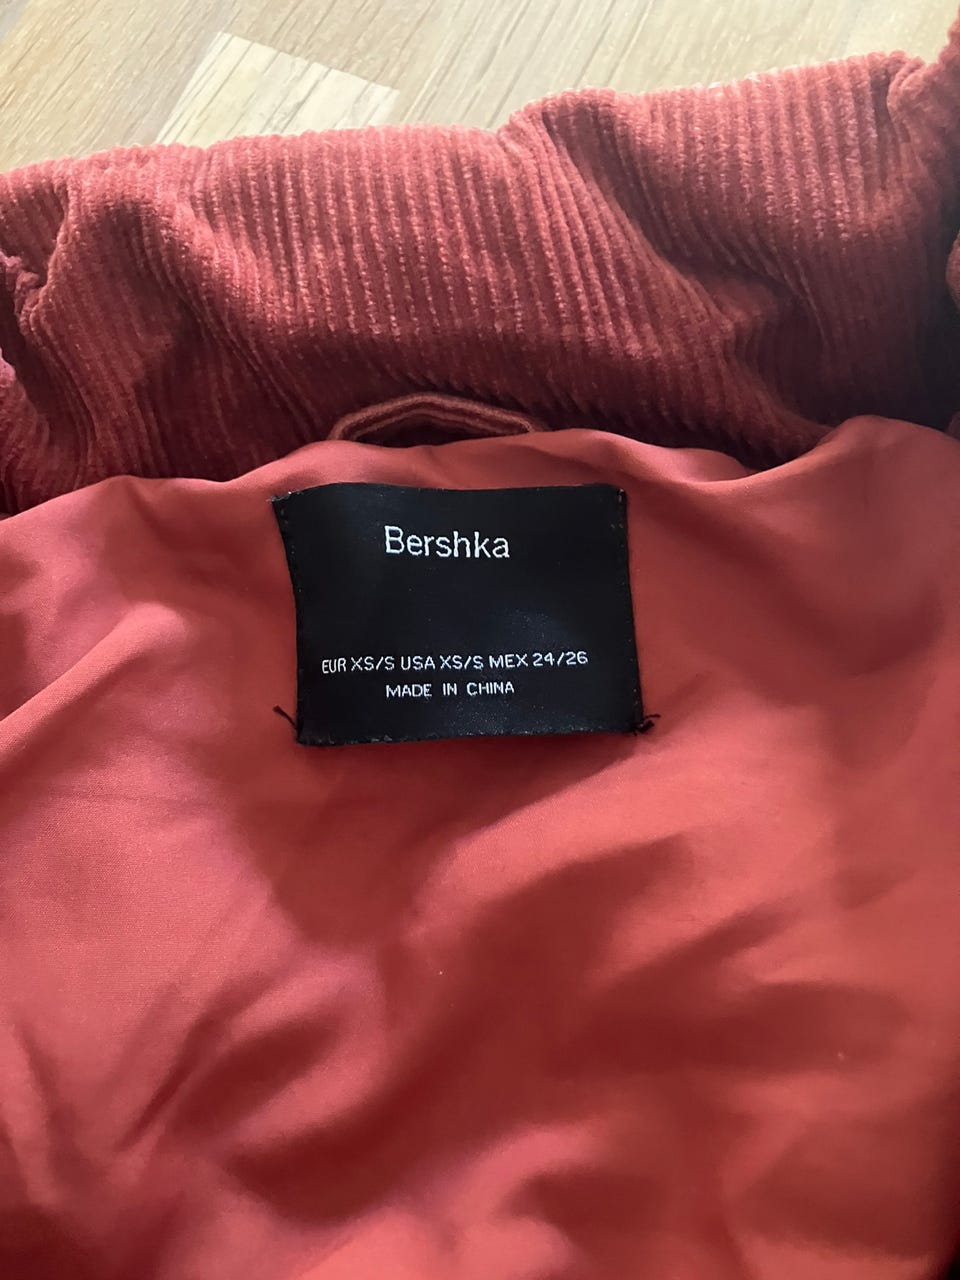 Bershka
EUR XS/S USA XS/S MEX 24/26
MADE IN CHINA